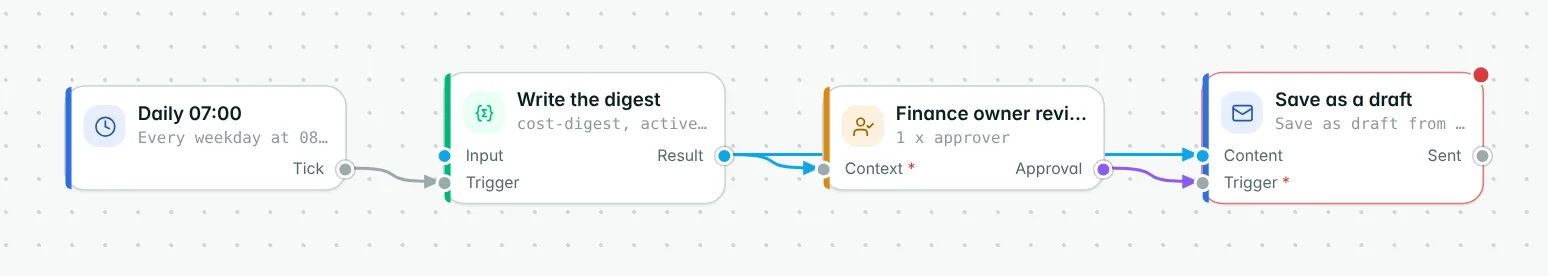 Daily 07:00
Every weekday at 08…
Tick
Write the digest
cost-digest, active…
Input
Result
Trigger
Finance owner revi…
1 x approver
Context *
Approval
Save as a draft
Save as draft from …
Content
Sent
Trigger *